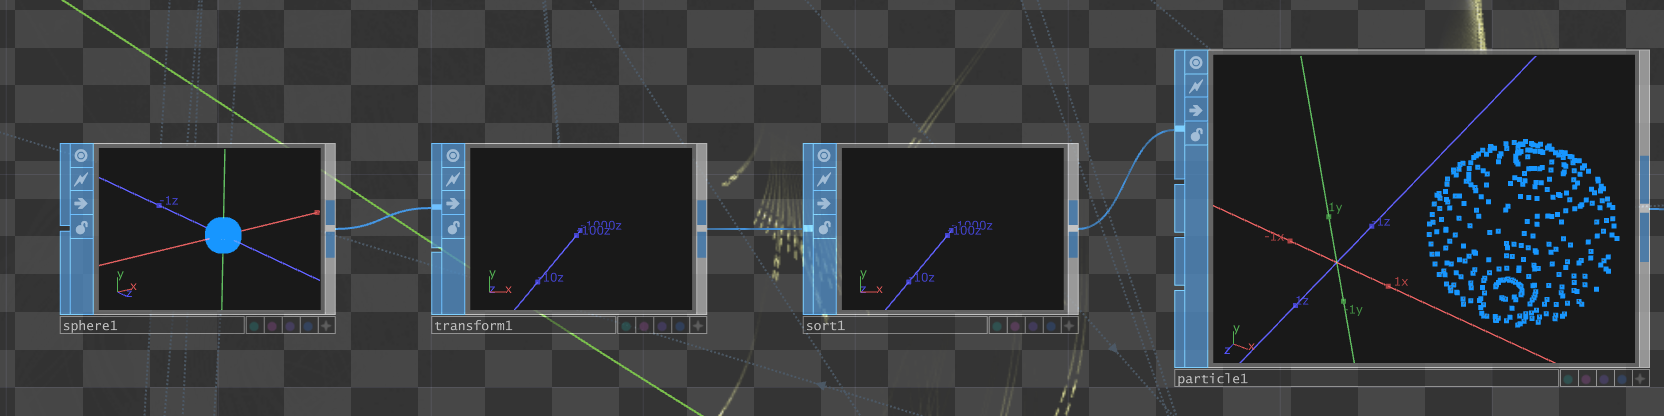 -1z
y
x
z
sphere1
-1000z
-100z
-10z
y
z
x
transform1
-1000z
-100z
-10z
y
z
x
sort1
1y
-1z
-1x
1x
1z
-1y
y
z
x
particle1